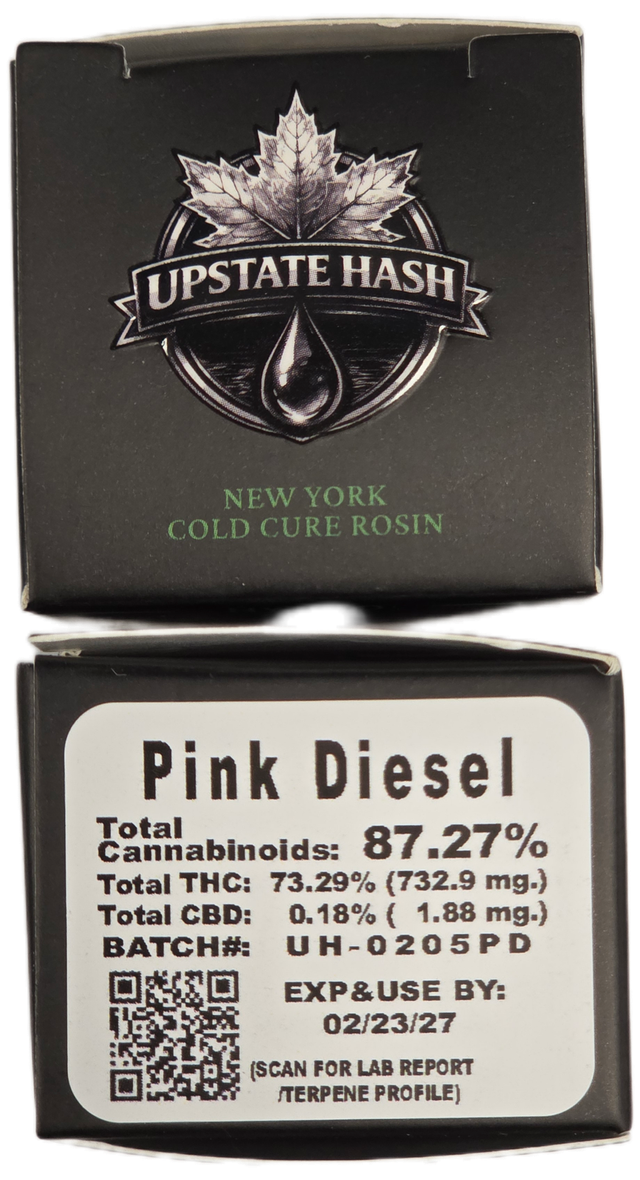 UPSTATE HASH
NEW YORK
COLD CURE ROSIN
Pink Diesel
Total
Cannabinoids: 87.27%
Total THC: 73.29% (732.9 mg.)
Total CBD: 0.18% ( 1.88 mg.)
BATCH#: UH-0205PD
EXP&USE BY:
02/23/27
(SCAN FOR LAB REPORT
/TERPENE PROFILE)